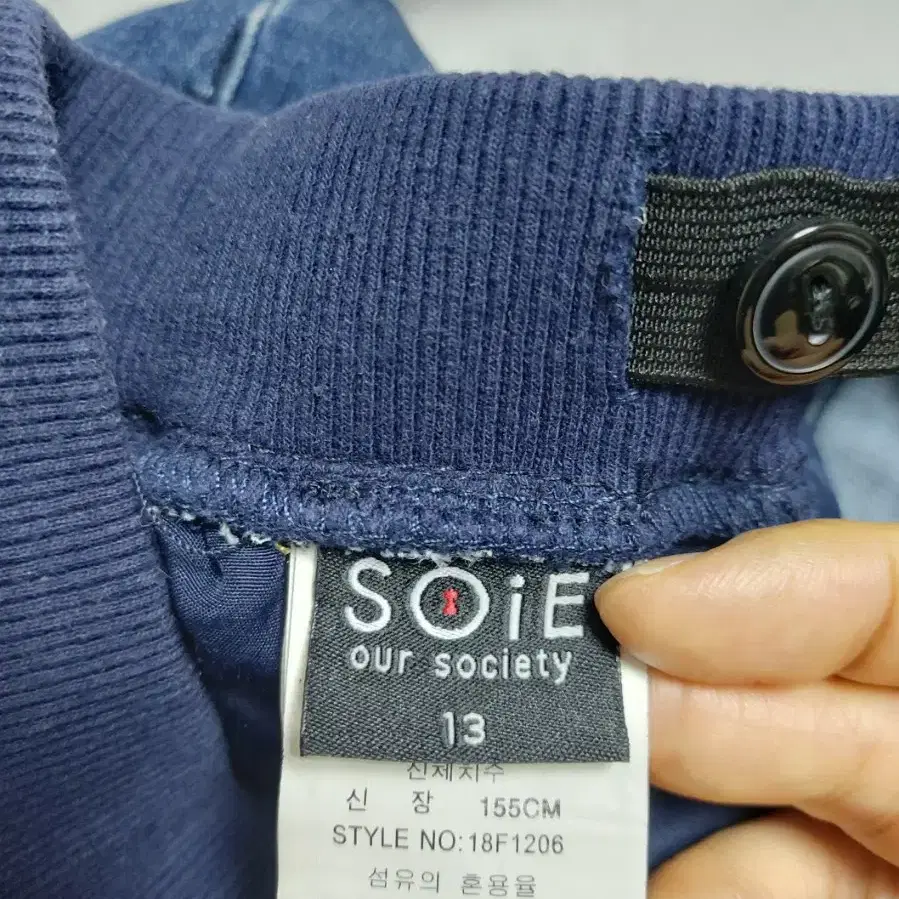 SOiE
our society
13
신체치수
신 장 155CM
STYLE NO:18F1206
섬유의 혼용율